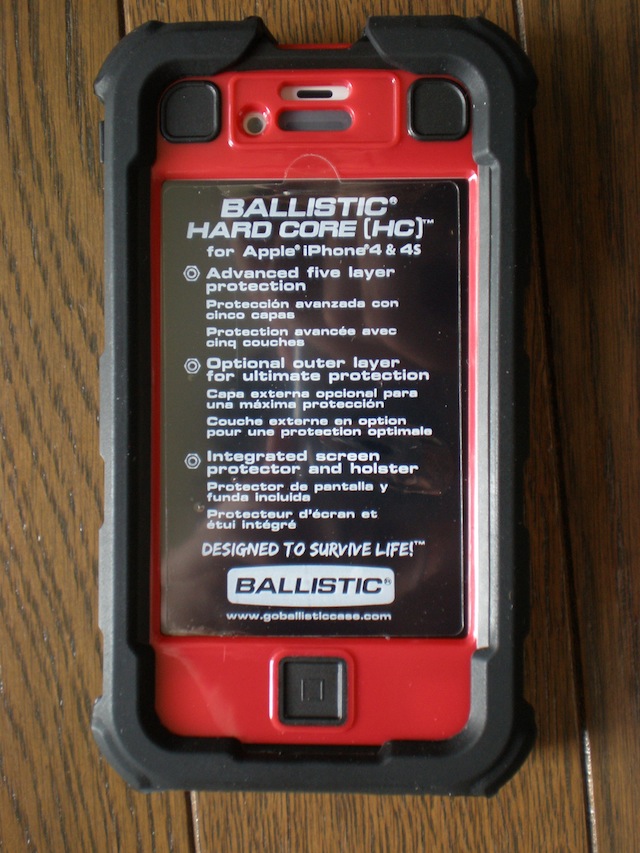 BALLISTIC®
HARD CORE (HC)™
for Apple® iPhone® 4 & 4S
Advanced five layer
protection
Protección avanzada con
cinco capas
Protection avancée avec
cinq couches
Optional outer layer
for ultimate protection
Capa externa opcional para
una máxima protección
Couche externe en option
pour une protection optimale
Integrated screen
protector and holster
Protector de pantalla y
funda incluida
Protecteur d'écran et
étui intégré
DESIGNED TO SURVIVE LIFE!™
BALLISTIC®
www.goballisticcase.com